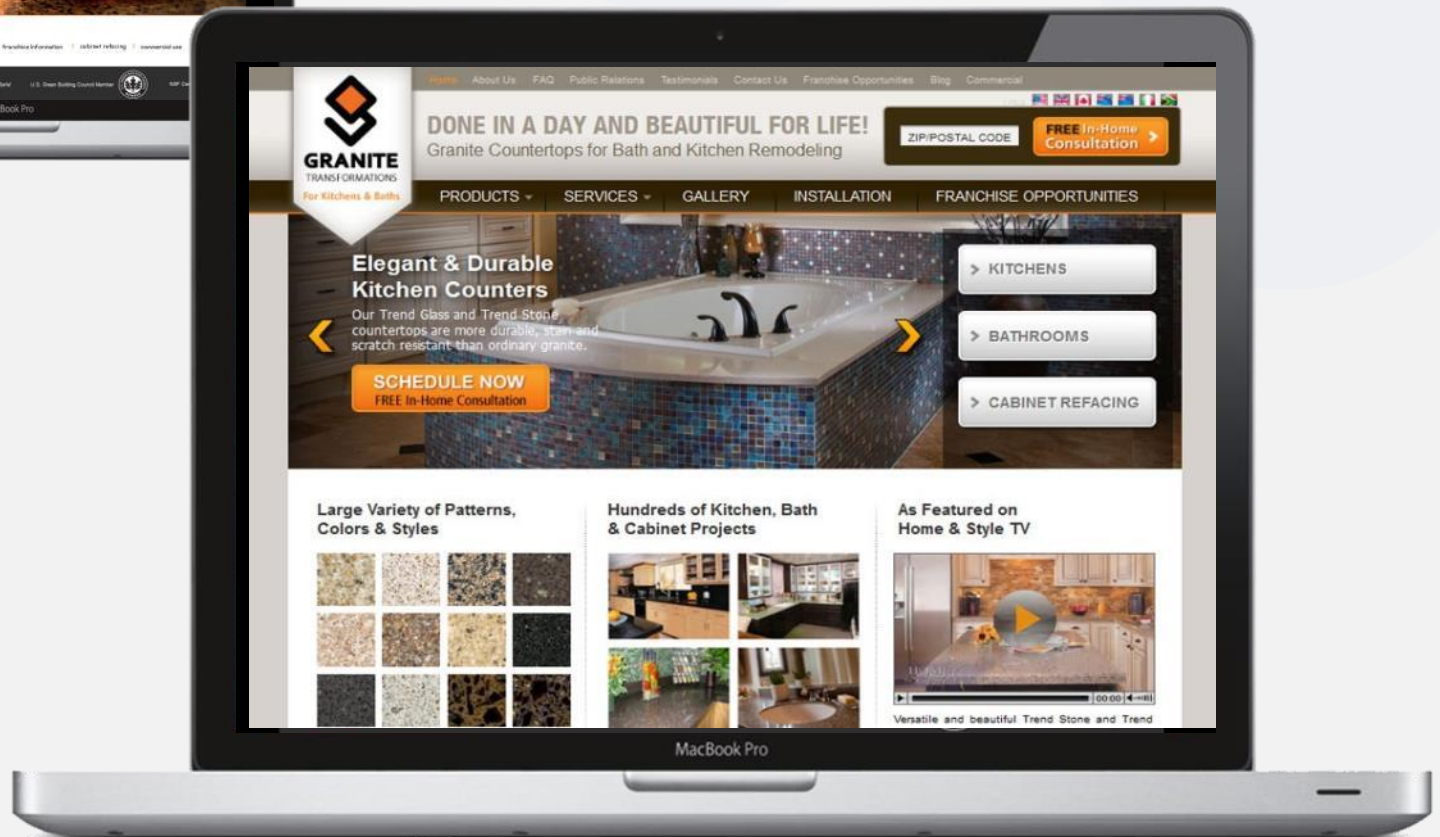 franchise information | cabinet refacing | commercial use
U.S. Green Building Council Member
Book Pro
Home About Us FAQ Public Relations Testimonials Contact Us Franchise Opportunities Blog Commercial
GRANITE
TRANSFORMATIONS
For Kitchens & Baths
DONE IN A DAY AND BEAUTIFUL FOR LIFE!
Granite Countertops for Bath and Kitchen Remodeling
ZIP/POSTAL CODE
FREE In-Home
Consultation
PRODUCTS SERVICES GALLERY INSTALLATION FRANCHISE OPPORTUNITIES
Elegant & Durable
Kitchen Counters
Our Trend Glass and Trend Stone
countertops are more durable, stain and
scratch resistant than ordinary granite.
SCHEDULE NOW
FREE In-Home Consultation
> KITCHENS
> BATHROOMS
> CABINET REFACING
Large Variety of Patterns,
Colors & Styles
Hundreds of Kitchen, Bath
& Cabinet Projects
As Featured on
Home & Style TV
00:00
Versatile and beautiful Trend Stone and Trend
MacBook Pro